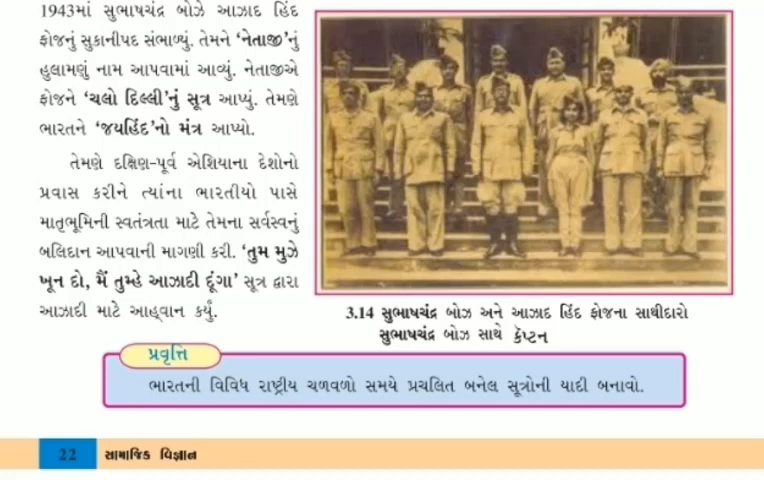 1943માં સુભાષચંદ્ર બોઝે આઝાદ હિંદ
ફોજનું સુકાનીપદ સંભાળ્યું. તેમને ‘નેતાજી’નું
હુલામણું નામ આપવામાં આવ્યું. નેતાજીએ
ફોજને ‘ચલો દિલ્લી’નું સૂત્ર આપ્યું. તેમણે
ભારતને ‘જયહિંદ’નો મંત્ર આપ્યો.
તેમણે દક્ષિણ-પૂર્વ એશિયાના દેશોનો
પ્રવાસ કરીને ત્યાંના ભારતીયો પાસે
માતૃભૂમિની સ્વતંત્રતા માટે તેમના સર્વસ્વનું
બલિદાન આપવાની માગણી કરી. ‘તુમ મુઝે
ખૂન દો, મૈં તુમ્હે આઝાદી દૂંગા’ સૂત્ર દ્વારા
આઝાદી માટે આહ્‌વાન કર્યું.
3.14 સુભાષચંદ્ર બોઝ અને આઝાદ હિંદ ફોજના સાથીદારો
સુભાષચંદ્ર બોઝ સાથે કૅપ્ટન
પ્રવૃત્તિ
ભારતની વિવિધ રાષ્ટ્રીય ચળવળો સમયે પ્રચલિત બનેલ સૂત્રોની યાદી બનાવો.
22 સામાજિક વિજ્ઞાન